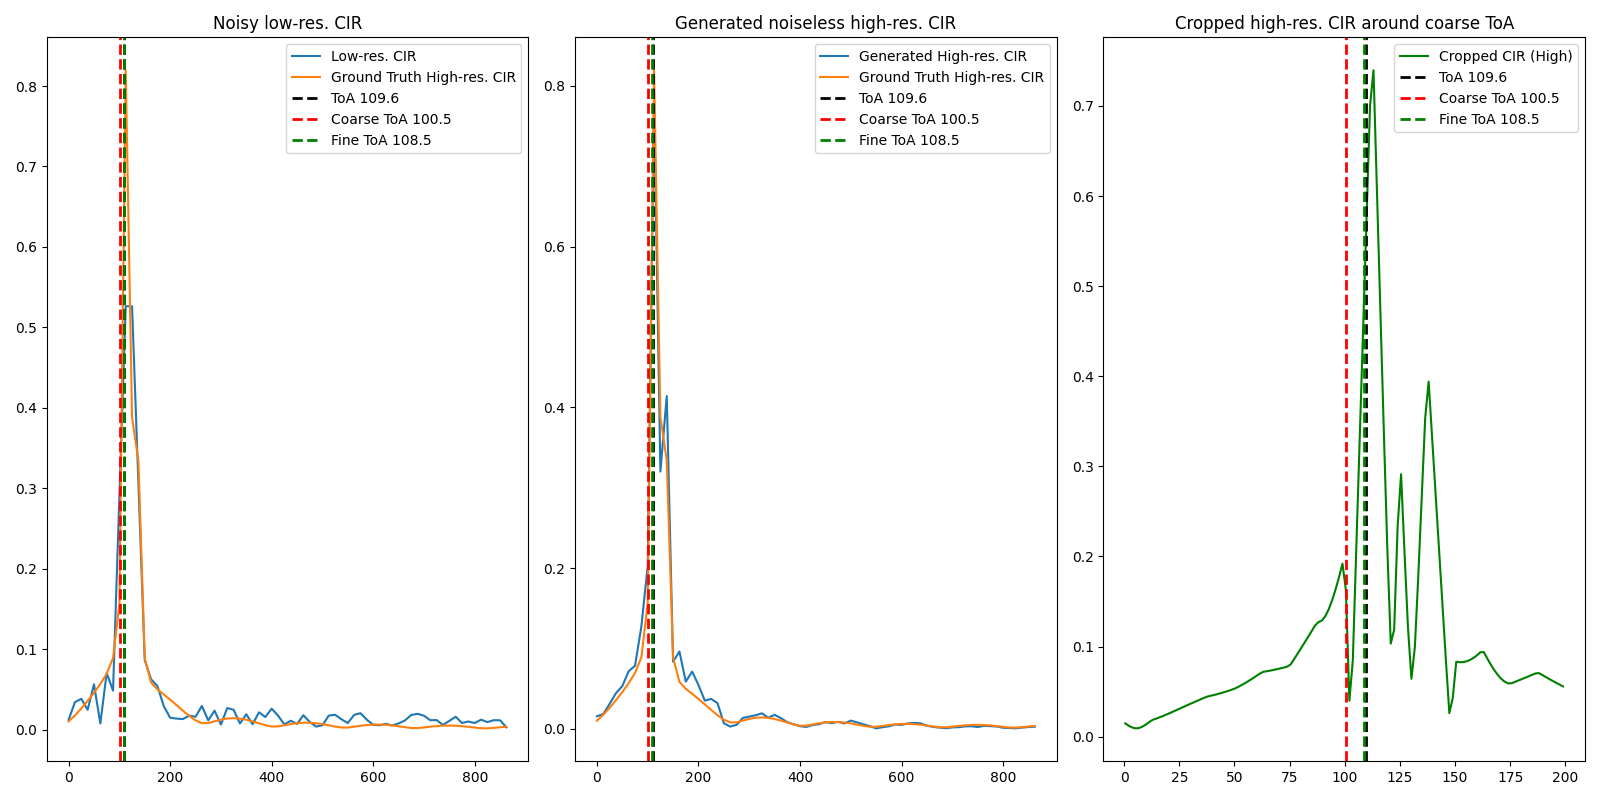 Noisy low-res. CIR
Low-res. CIR
Ground Truth High-res. CIR
ToA 109.6
Coarse ToA 100.5
Fine ToA 108.5
0.8
0.7
0.6
0.5
0.4
0.3
0.2
0.1
0.0
0 200 400 600 800
Generated noiseless high-res. CIR
Generated High-res. CIR
Ground Truth High-res. CIR
ToA 109.6
Coarse ToA 100.5
Fine ToA 108.5
0.8
0.6
0.4
0.2
0.0
0 200 400 600 800
Cropped high-res. CIR around coarse ToA
Cropped CIR (High)
ToA 109.6
Coarse ToA 100.5
Fine ToA 108.5
0.7
0.6
0.5
0.4
0.3
0.2
0.1
0.0
0 25 50 75 100 125 150 175 200